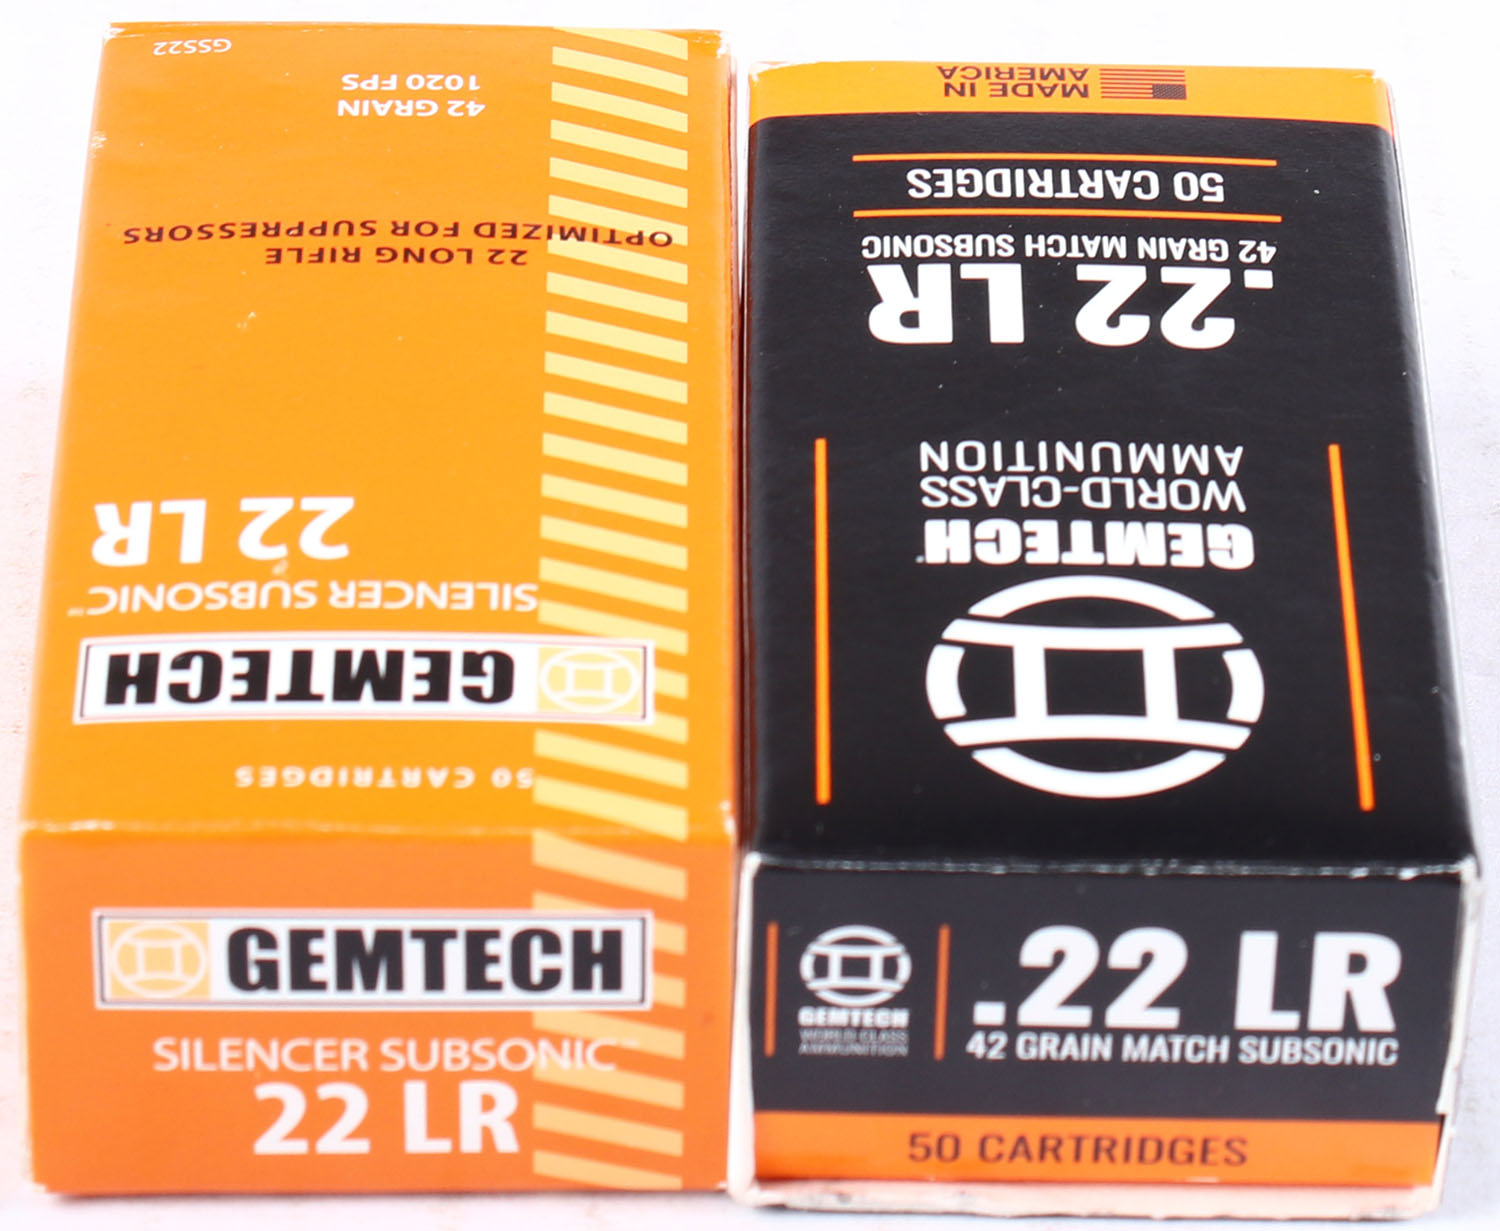 GSS22
42 GRAIN
1020 FPS
22 LONG RIFLE
OPTIMIZED FOR SUPPRESSORS
22 LR
SILENCER SUBSONIC™
GEMTECH
50 CARTRIDGES
GEMTECH
SILENCER SUBSONIC™
22 LR
MADE IN
AMERICA
50 CARTRIDGES
42 GRAIN MATCH SUBSONIC
.22 LR
GEMTECH
WORLD-CLASS
AMMUNITION
GEMTECH
WORLD CLASS
AMMUNITION
.22 LR
42 GRAIN MATCH SUBSONIC
50 CARTRIDGES